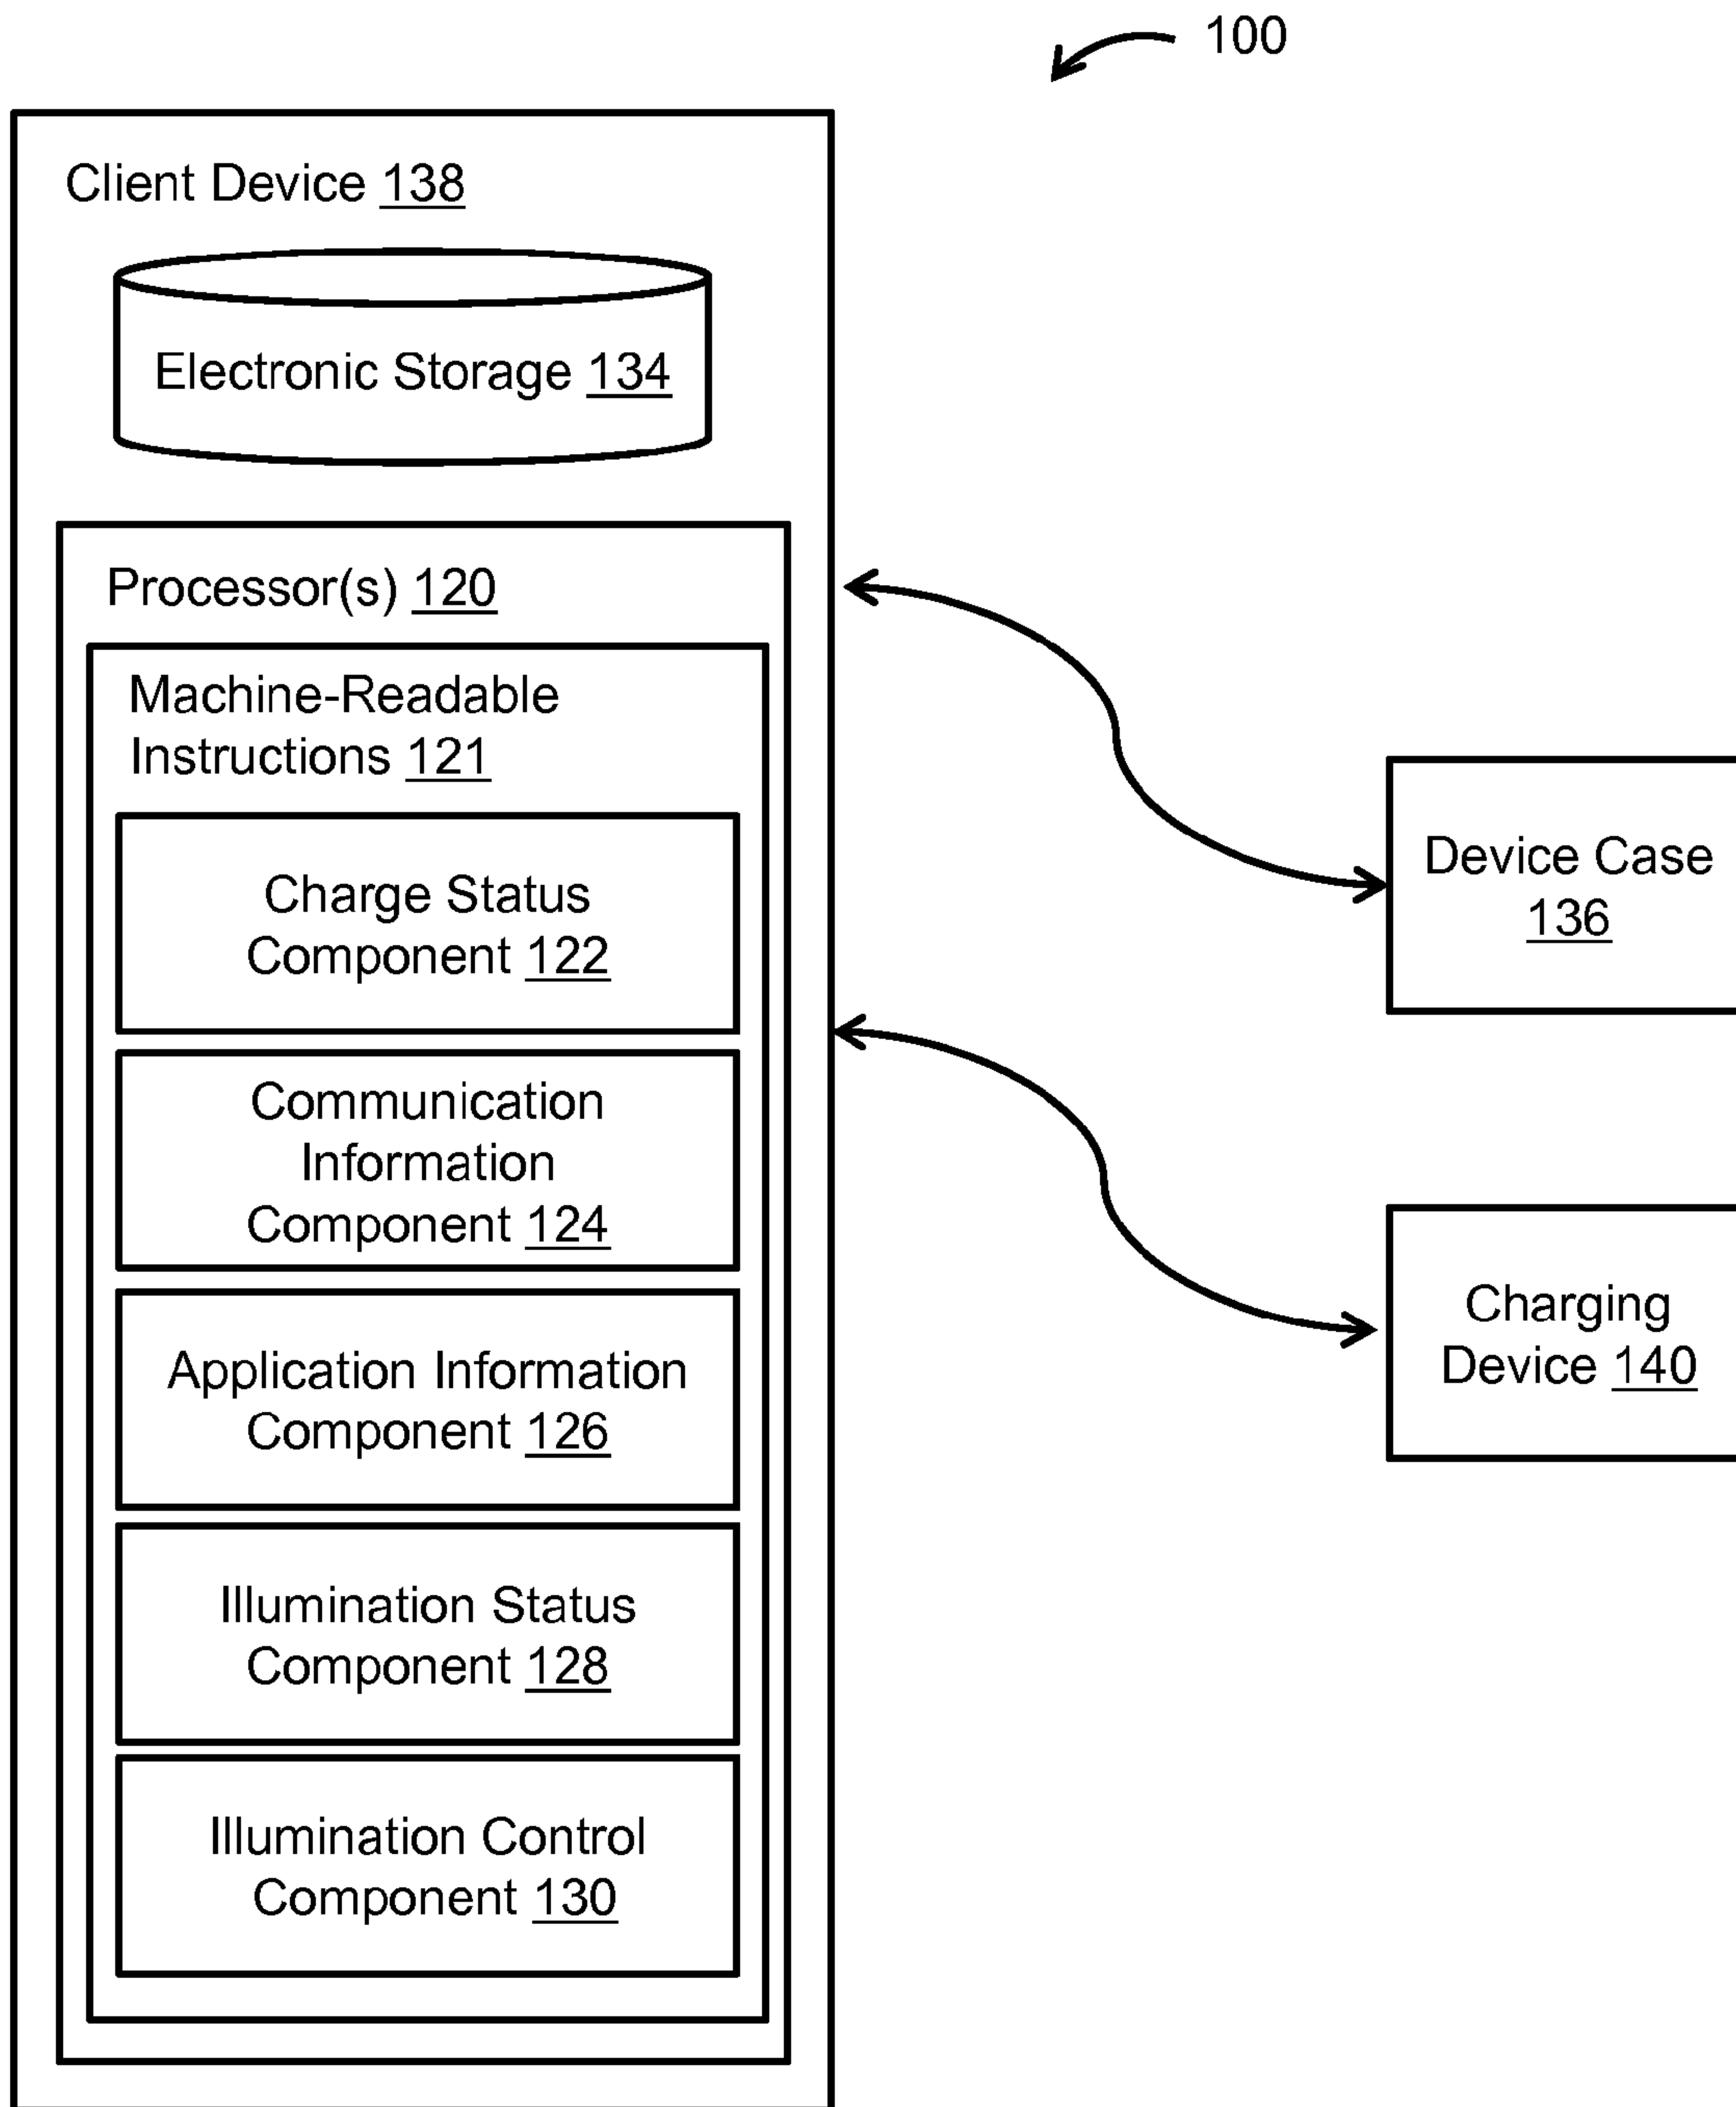 100
Client Device 138
Electronic Storage 134
Processor(s) 120
Machine-Readable
Instructions 121
Charge Status
Component 122
Communication
Information
Component 124
Application Information
Component 126
Illumination Status
Component 128
Illumination Control
Component 130
Device Case
136
Charging
Device 140